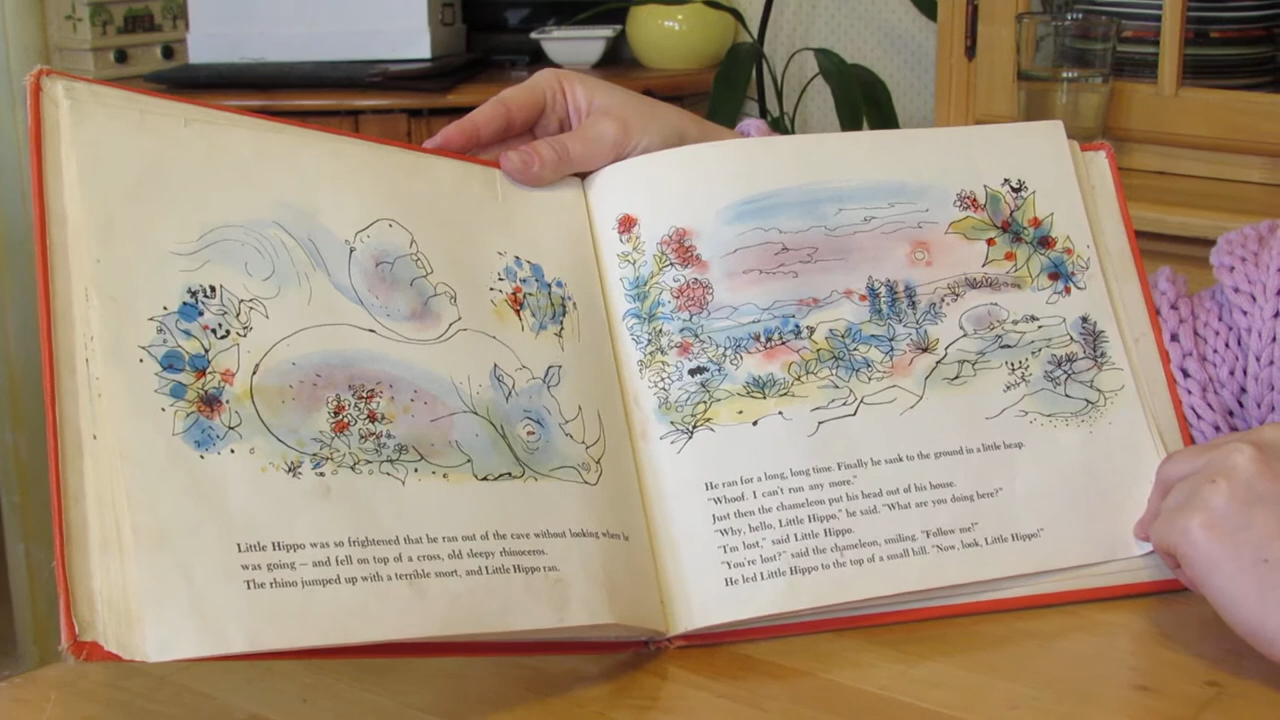 Little Hippo was so frightened that he ran out of the cave without looking where he
was going — and fell on top of a cross, old sleepy rhinoceros.
The rhino jumped up with a terrible snort, and Little Hippo ran.
He ran for a long, long time. Finally he sank to the ground in a little heap.
"Whoof. I can't run any more."
Just then the chameleon put his head out of his house.
"Why, hello, Little Hippo," he said. "What are you doing here?"
"I'm lost," said Little Hippo.
"You're lost?" said the chameleon, smiling. "Follow me!"
He led Little Hippo to the top of a small hill. "Now, look, Little Hippo!"